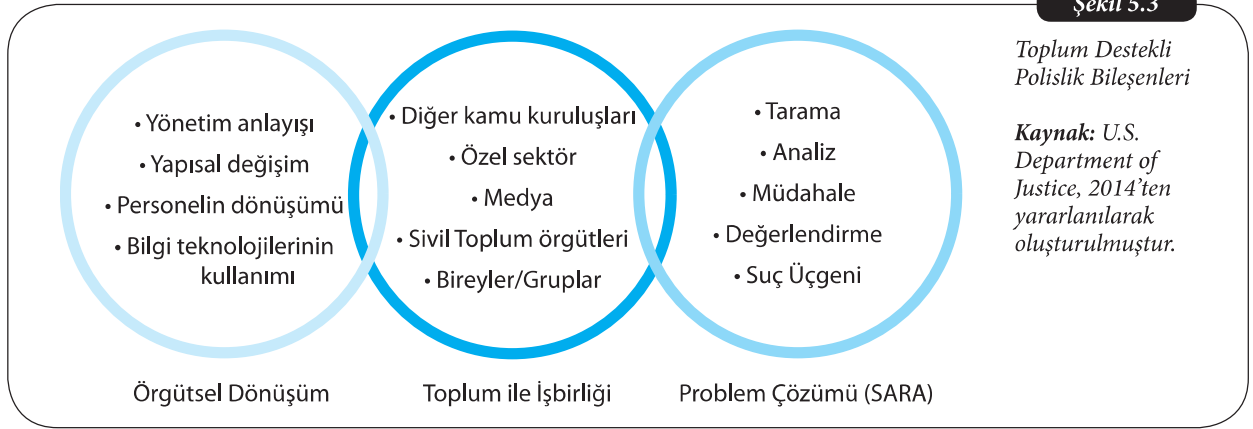 Şekil 5.3
Toplum Destekli
Polislik Bileşenleri
Kaynak: U.S.
Department of
Justice, 2014’ten
yararlanılarak
oluşturulmuştur.
• Yönetim anlayışı
• Yapısal değişim
• Personelin dönüşümü
• Bilgi teknolojilerinin
kullanımı
Örgütsel Dönüşüm
• Diğer kamu kuruluşları
• Özel sektör
• Medya
• Sivil Toplum örgütleri
• Bireyler/Gruplar
Toplum ile İşbirliği
• Tarama
• Analiz
• Müdahale
• Değerlendirme
• Suç Üçgeni
Problem Çözümü (SARA)